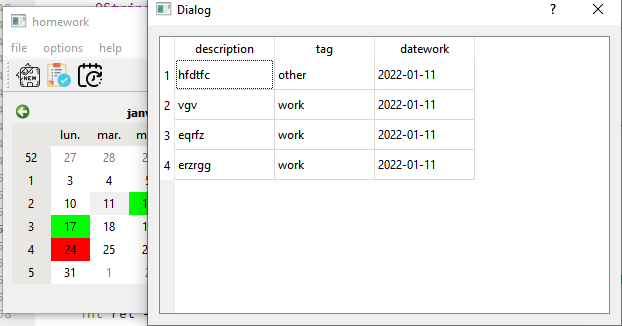 homework
file options help
NEW
janv
lun. mar. m
52 27 28 2
1 3 4 5
2 10 11 1
3 17 18 1
4 24 25 2
5 31 1 2
Dialog
description tag datework
1 hfdtfc other 2022-01-11
2 vgv work 2022-01-11
3 eqrfz work 2022-01-11
4 erzrgg work 2022-01-11